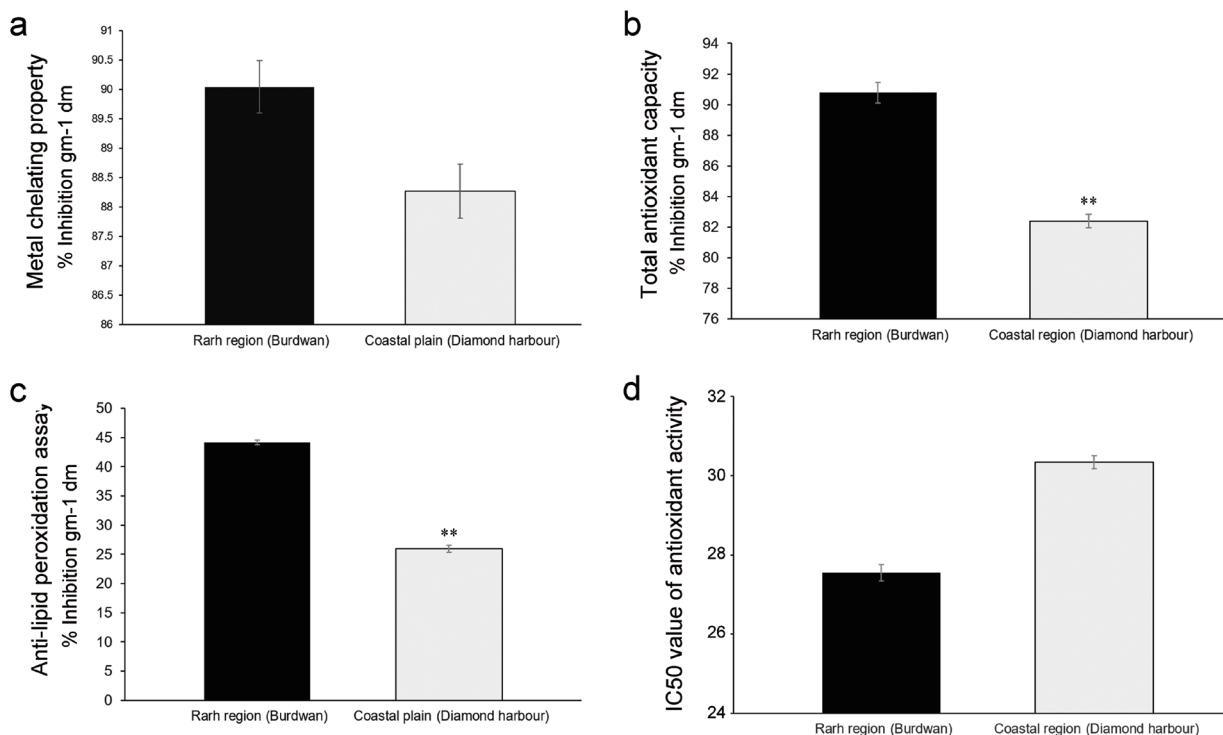 a
Metal chelating property
% Inhibition gm-1 dm
91
90.5
90
89.5
89
88.5
88
87.5
87
86.5
86
Rarh region (Burdwan)
Coastal plain (Diamond harbour)
b
Total antioxidant capacity
% Inhibition gm-1 dm
94
92
90
88
86
84
82
80
78
76
**
Rarh region (Burdwan)
Coastal region (Diamond harbour)
c
Anti-lipid peroxidation assay
% Inhibition gm-1 dm
50
45
40
35
30
25
20
15
10
5
0
**
Rarh region (Burdwan)
Coastal plain (Diamond harbour)
d
IC50 value of antioxidant activity
32
30
28
26
24
Rarh region (Burdwan)
Coastal region (Diamond harbour)